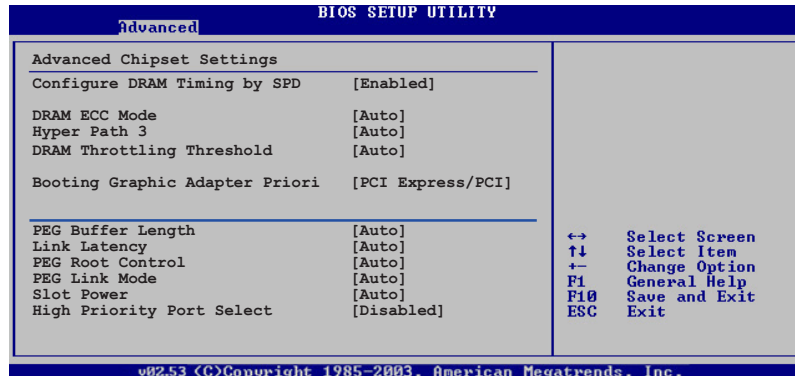 BIOS SETUP UTILITY
Advanced
Advanced Chipset Settings
Configure DRAM Timing by SPD [Enabled]
DRAM ECC Mode [Auto]
Hyper Path 3 [Auto]
DRAM Throttling Threshold [Auto]
Booting Graphic Adapter Priori [PCI Express/PCI]
PEG Buffer Length [Auto]
Link Latency [Auto]
PEG Root Control [Auto]
PEG Link Mode [Auto]
Slot Power [Auto]
High Priority Port Select [Disabled]
↔ Select Screen
↑↓ Select Item
+- Change Option
F1 General Help
F10 Save and Exit
ESC Exit
v02.53 (C)Copyright 1985-2003, American Megatrends, Inc.